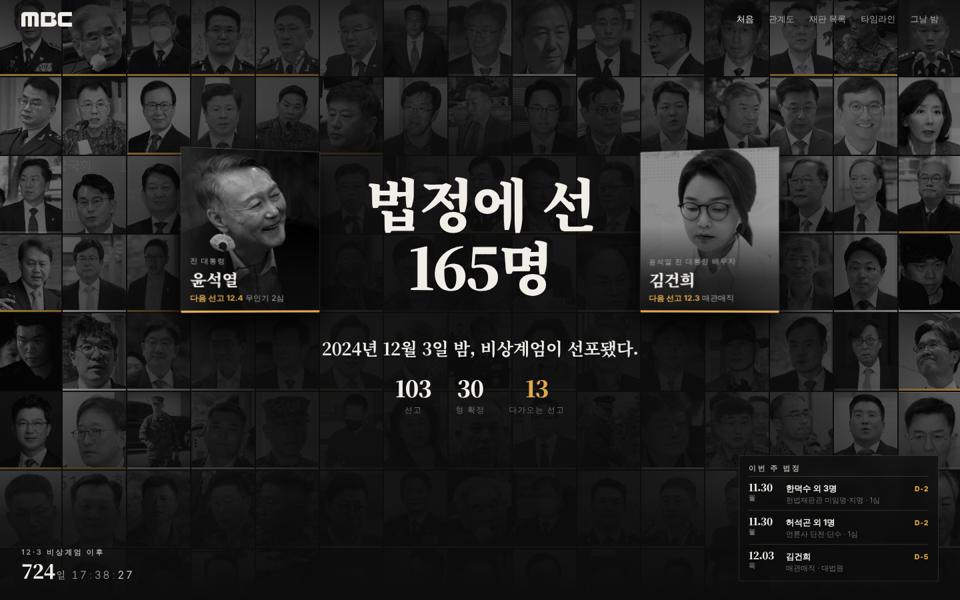 MBC
처음 관계도 재판 목록 타임라인 그날 밤
법정에 선
165명
전 대통령
윤석열
다음 선고 12.4 무인기 2심
윤석열 전 대통령 배우자
김건희
다음 선고 12.3 매관매직
2024년 12월 3일 밤, 비상계엄이 선포됐다.
103 30 13
선고 형 확정 다가오는 선고
이번 주 법정
11.30 한덕수 외 3명 D-2
월 헌법재판관 미임명·지명 · 1심
11.30 허석곤 외 1명 D-2
월 언론사 단전·단수 · 1심
12.03 김건희 D-5
목 매관매직 · 대법원
12·3 비상계엄 이후
724일 17:38:27